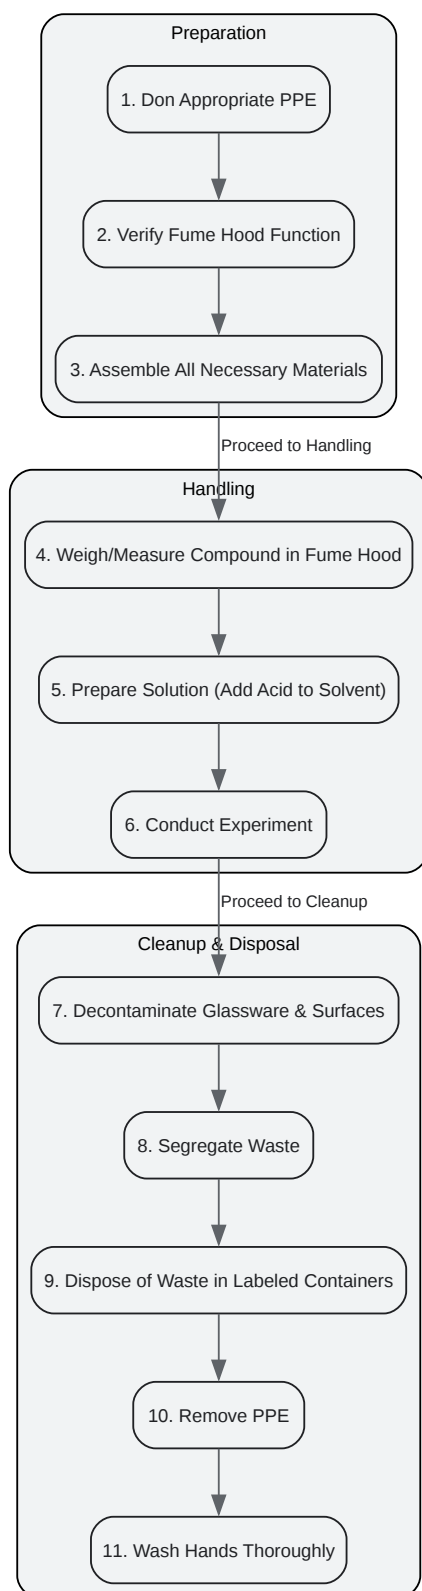 Preparation
1. Don Appropriate PPE
2. Verify Fume Hood Function
3. Assemble All Necessary Materials
Proceed to Handling
Handling
4. Weigh/Measure Compound in Fume Hood
5. Prepare Solution (Add Acid to Solvent)
6. Conduct Experiment
Proceed to Cleanup
Cleanup & Disposal
7. Decontaminate Glassware & Surfaces
8. Segregate Waste
9. Dispose of Waste in Labeled Containers
10. Remove PPE
11. Wash Hands Thoroughly